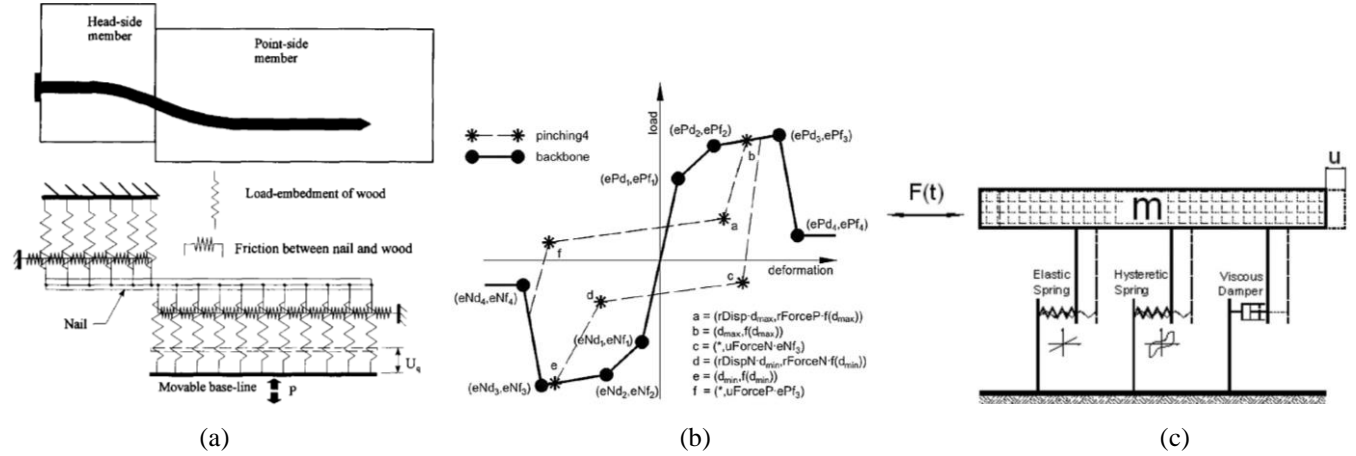 Head-side
member
Point-side
member
Load-embedment of wood
Friction between nail and wood
Nail
Movable base-line
P
U_q
(a)
pinching4
backbone
load
deformation
(ePd₁,ePf₁)
(ePd₂,ePf₂)
(ePd₃,ePf₃)
(ePd₄,ePf₄)
(eNd₄,eNf₄)
(eNd₁,eNf₁)
(eNd₃,eNf₃)
(eNd₂,eNf₂)
a
b
c
d
e
f
a = (rDisp·dₘₐₓ,rForceP·f(dₘₐₓ))
b = (dₘₐₓ,f(dₘₐₓ))
c = (*,uForceN·eNf₃)
d = (rDispN·dₘᵢₙ,rForceN·f(dₘᵢₙ))
e = (dₘᵢₙ,f(dₘᵢₙ))
f = (*,uForceP·ePf₃)
(b)
F(t)
m
u
Elastic
Spring
Hysteretic
Spring
Viscous
Damper
(c)